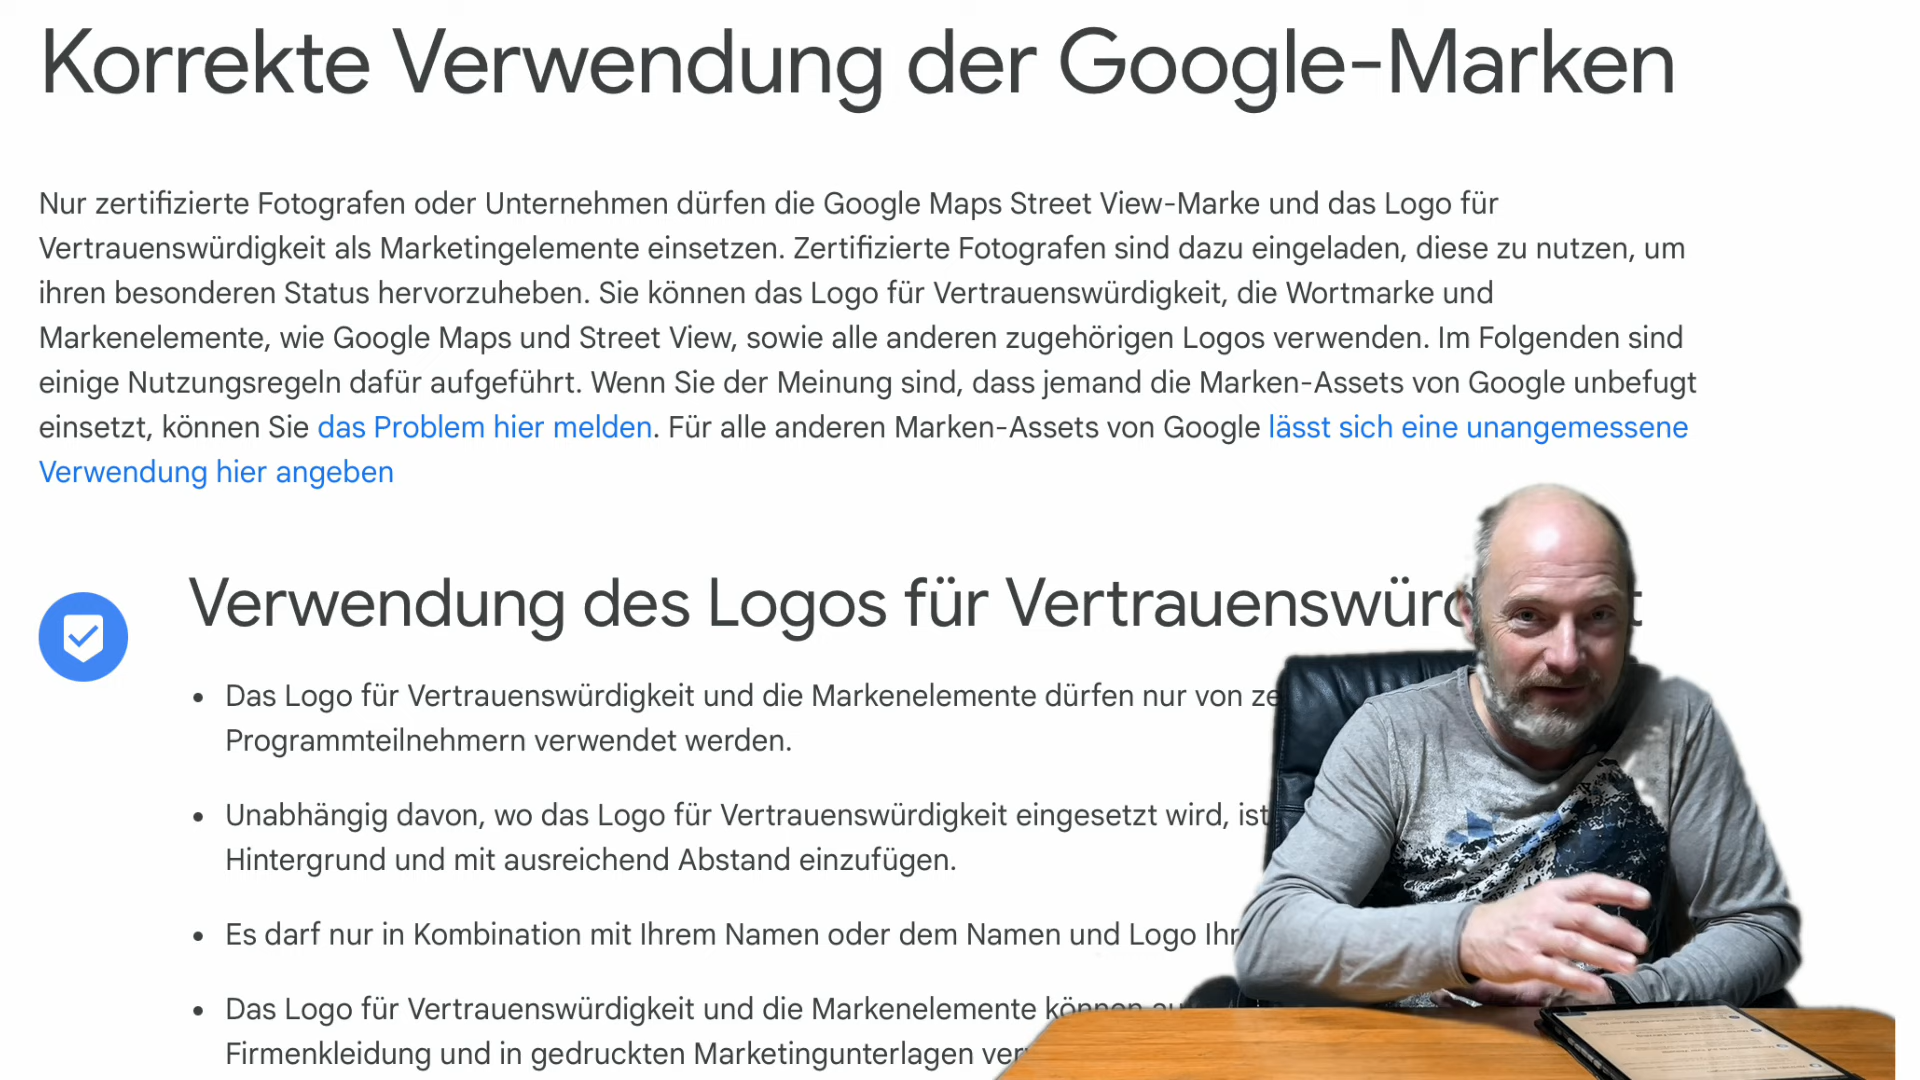 Korrekte Verwendung der Google-Marken
Nur zertifizierte Fotografen oder Unternehmen dürfen die Google Maps Street View-Marke und das Logo für
Vertrauenswürdigkeit als Marketingelemente einsetzen. Zertifizierte Fotografen sind dazu eingeladen, diese zu nutzen, um
ihren besonderen Status hervorzuheben. Sie können das Logo für Vertrauenswürdigkeit, die Wortmarke und
Markenelemente, wie Google Maps und Street View, sowie alle anderen zugehörigen Logos verwenden. Im Folgenden sind
einige Nutzungsregeln dafür aufgeführt. Wenn Sie der Meinung sind, dass jemand die Marken-Assets von Google unbefugt
einsetzt, können Sie das Problem hier melden. Für alle anderen Marken-Assets von Google lässt sich eine unangemessene
Verwendung hier angeben
Verwendung des Logos für
• Das Logo für Vertrauenswürdigkeit und die Markenelemente dürfen nur von
Programmteilnehmern verwendet werden.
• Unabhängig davon, wo das Logo für Vertrauenswürdigkeit eingesetzt wird, ist
Hintergrund und mit ausreichend Abstand einzufügen.
• Es darf nur in Kombination mit Ihrem Namen oder dem Namen und Logo
• Das Logo für Vertrauenswürdigkeit und die Markenelemente können
Firmenkleidung und in gedruckten Marketingunterlagen